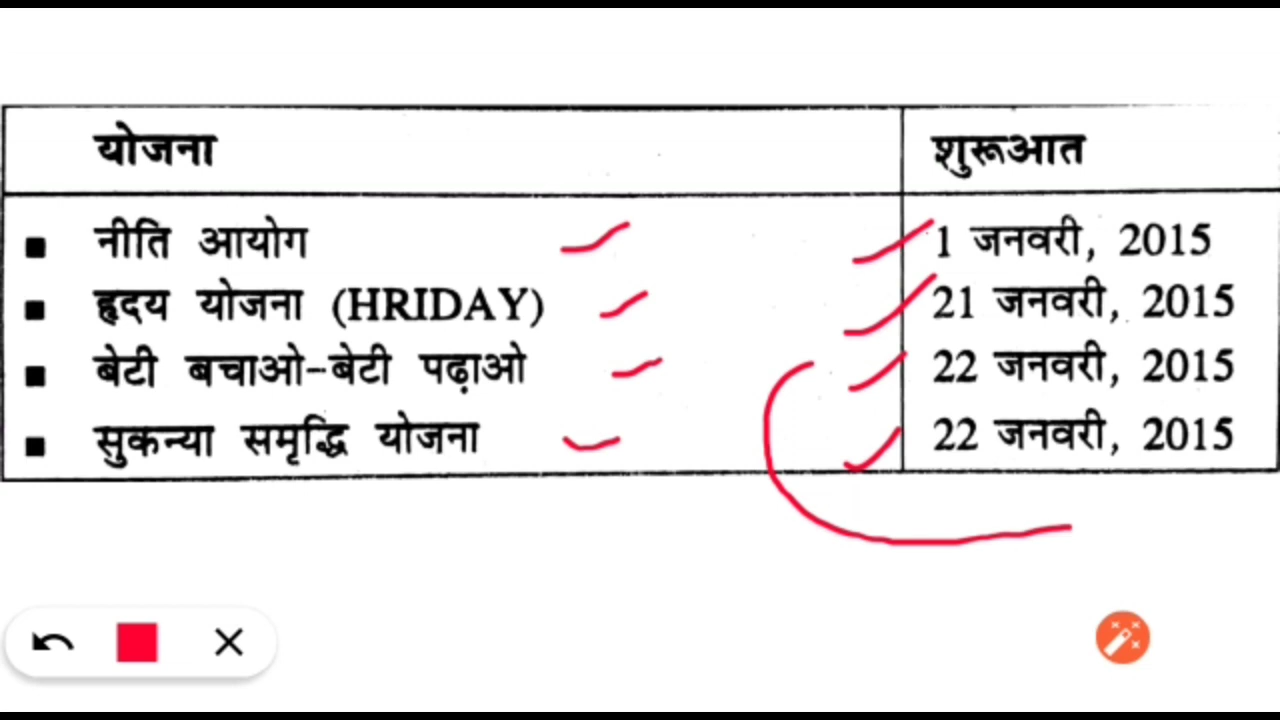 योजना शुरूआत
▪ नीति आयोग 1 जनवरी, 2015
▪ हृदय योजना (HRIDAY) 21 जनवरी, 2015
▪ बेटी बचाओ-बेटी पढ़ाओ 22 जनवरी, 2015
▪ सुकन्या समृद्धि योजना 22 जनवरी, 2015